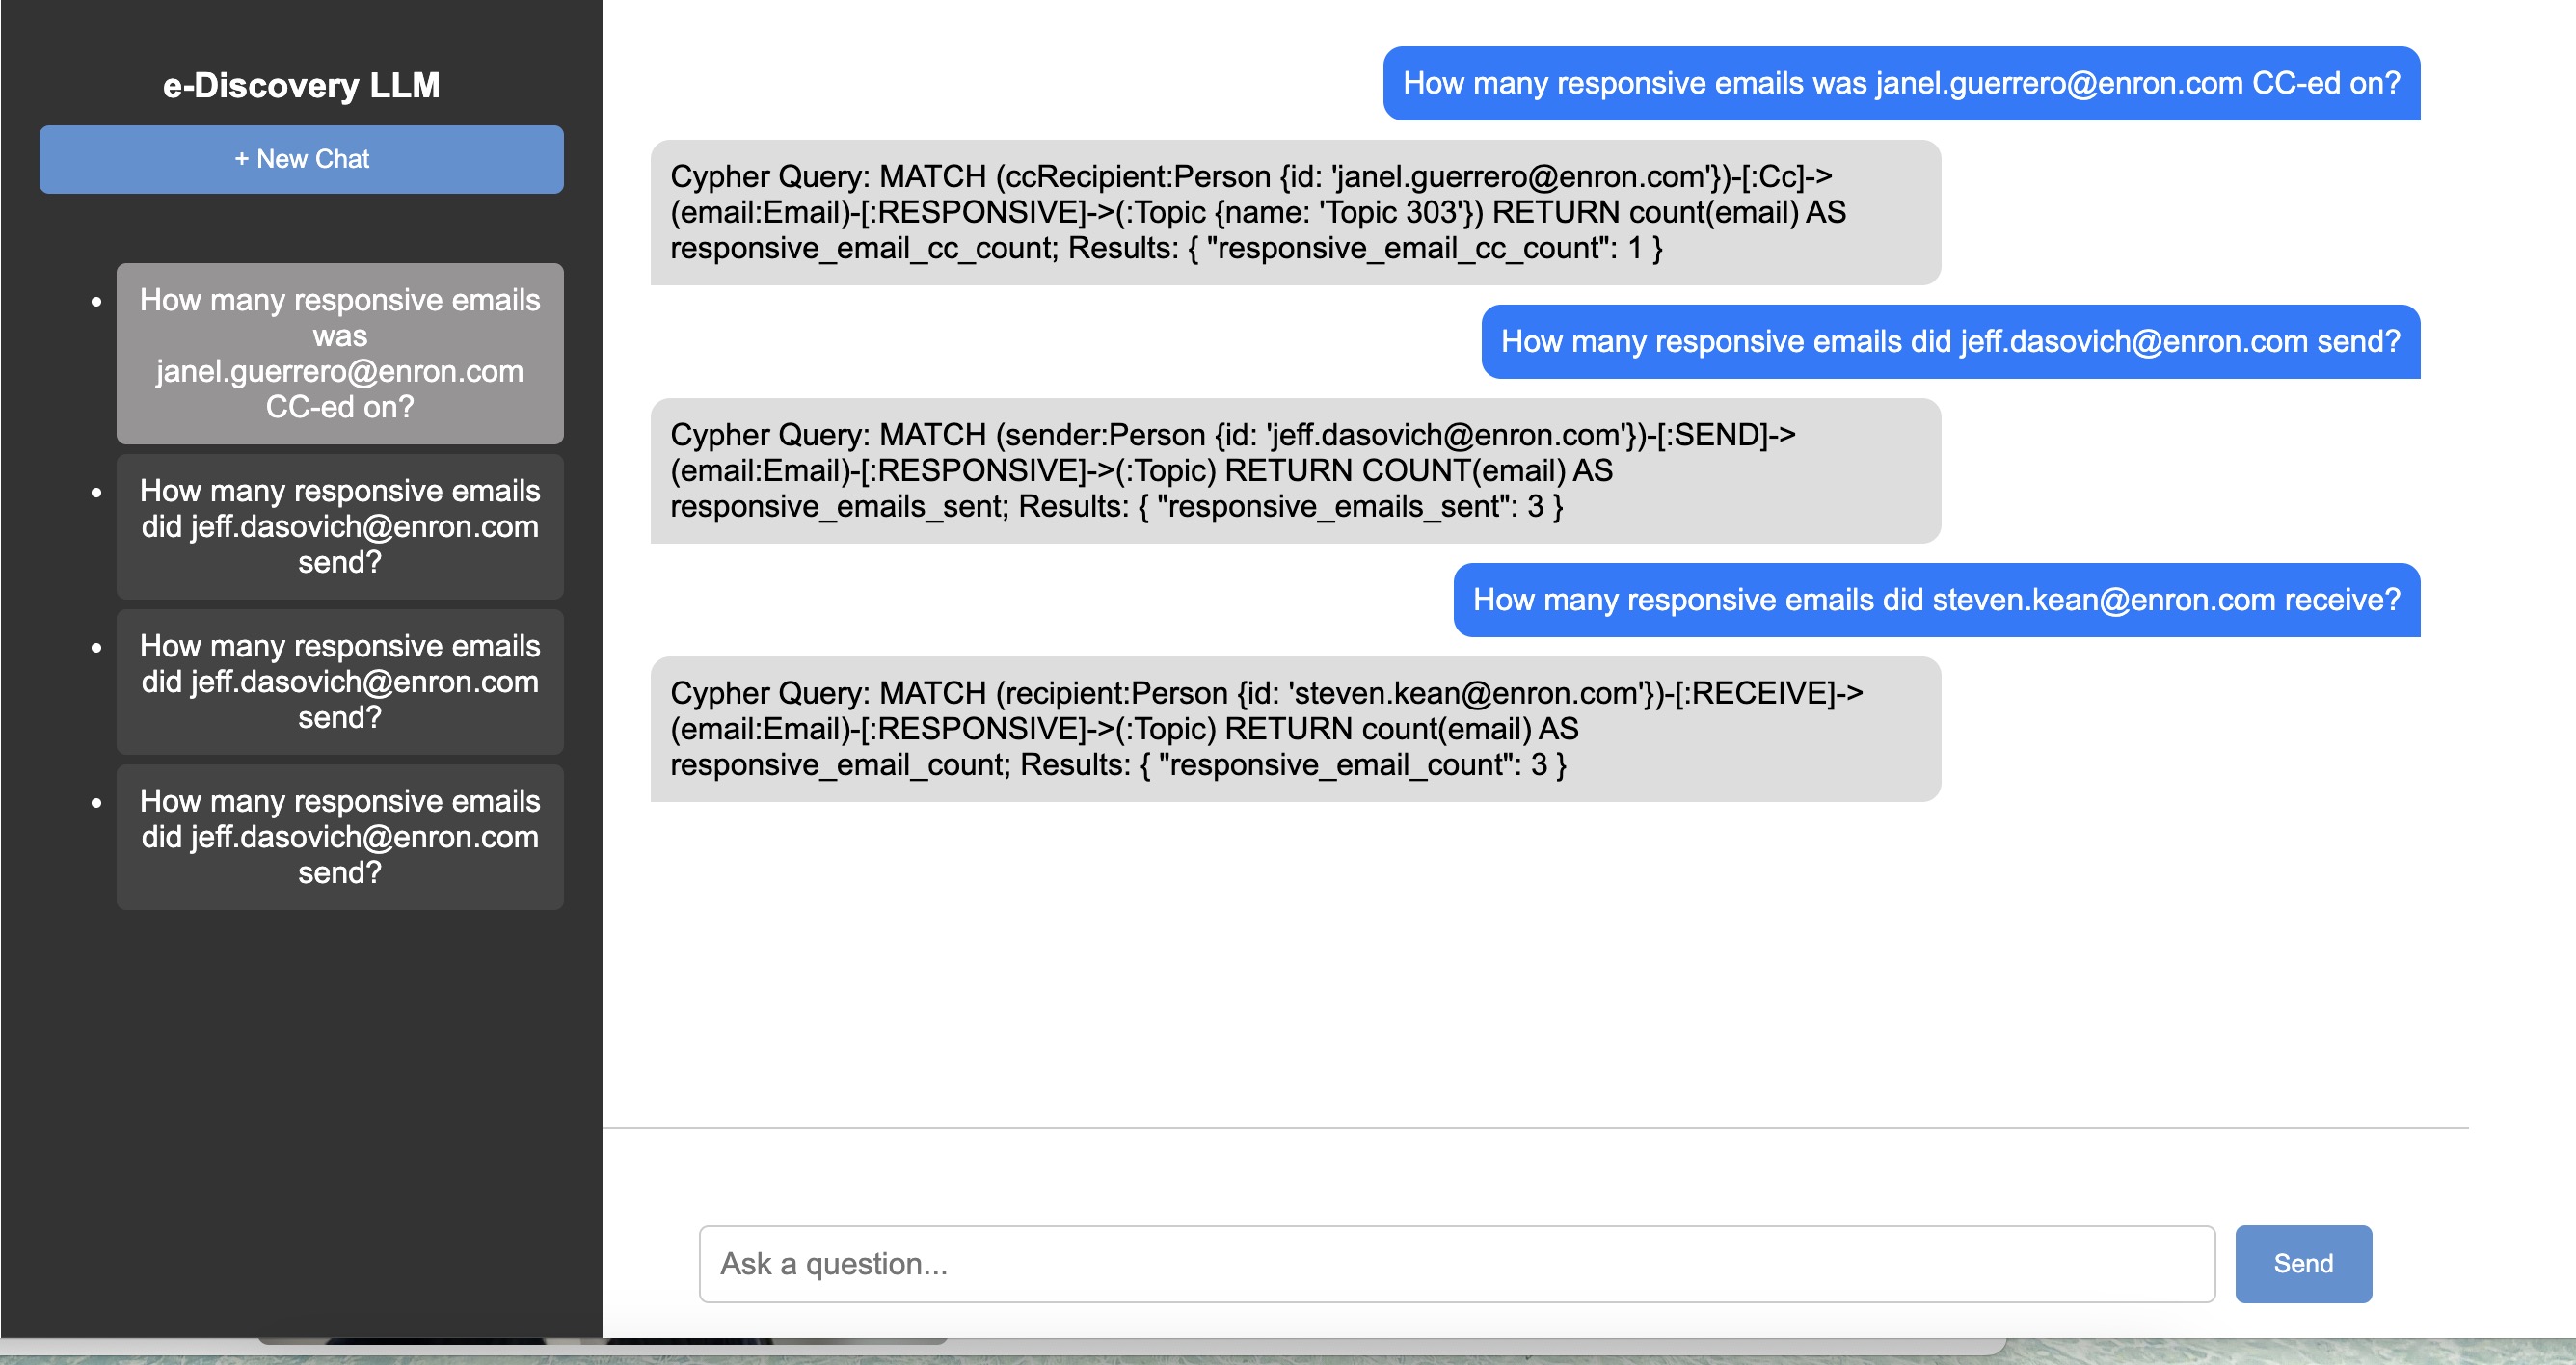 e-Discovery LLM
+ New Chat
How many responsive emails
was
janel.guerrero@enron.com
CC-ed on?
How many responsive emails
did jeff.dasovich@enron.com
send?
How many responsive emails
did jeff.dasovich@enron.com
send?
How many responsive emails
did jeff.dasovich@enron.com
send?
How many responsive emails was janel.guerrero@enron.com CC-ed on?
Cypher Query: MATCH (ccRecipient:Person {id: 'janel.guerrero@enron.com'})-[:Cc]->
(email:Email)-[:RESPONSIVE]->(:Topic {name: 'Topic 303'}) RETURN count(email) AS
responsive_email_cc_count; Results: { "responsive_email_cc_count": 1 }
How many responsive emails did jeff.dasovich@enron.com send?
Cypher Query: MATCH (sender:Person {id: 'jeff.dasovich@enron.com'})-[:SEND]->
(email:Email)-[:RESPONSIVE]->(:Topic) RETURN COUNT(email) AS
responsive_emails_sent; Results: { "responsive_emails_sent": 3 }
How many responsive emails did steven.kean@enron.com receive?
Cypher Query: MATCH (recipient:Person {id: 'steven.kean@enron.com'})-[:RECEIVE]->
(email:Email)-[:RESPONSIVE]->(:Topic) RETURN count(email) AS
responsive_email_count; Results: { "responsive_email_count": 3 }
Ask a question...
Send